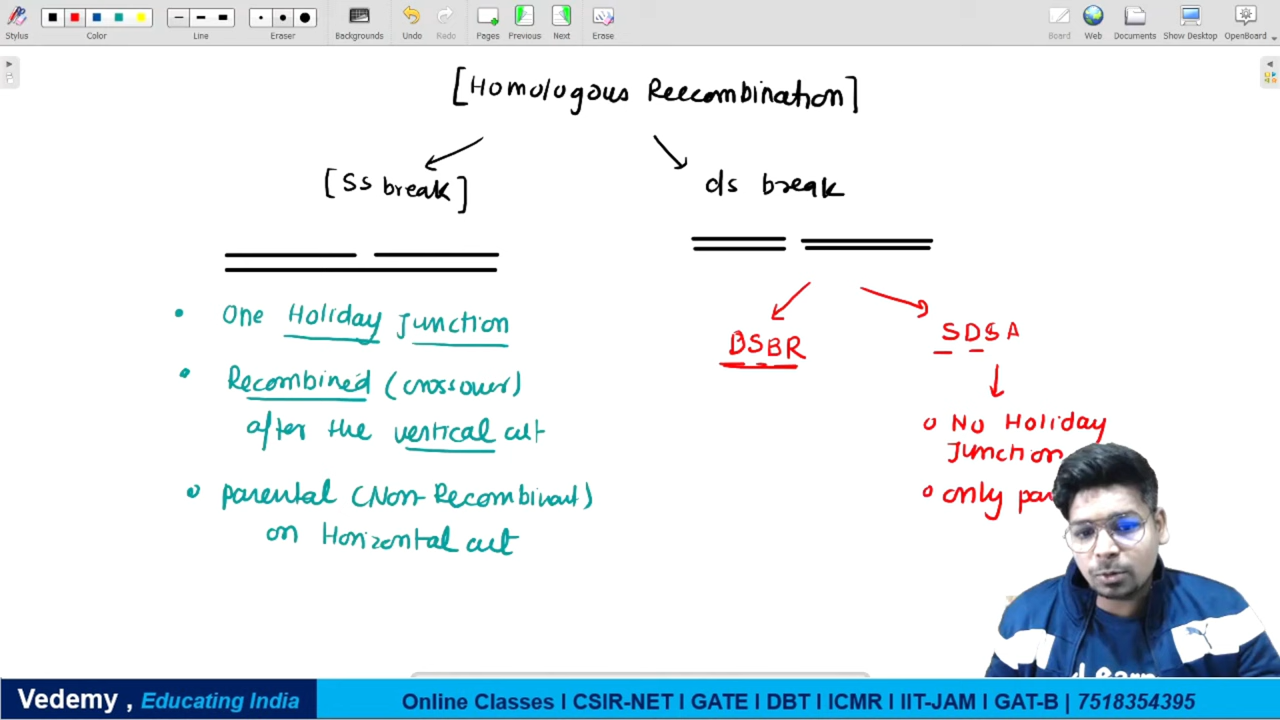 Stylus
Color
Line
Eraser
Backgrounds
Undo
Redo
Pages
Previous
Next
Erase
Board
Web
Documents
Show Desktop
OpenBoard
[Homologous Reecombination]
[Ss break]
ds break
• One Holiday Junction
• Recombined (crossover)
after the vertical cut
• parental (Non-Recombinant)
on Horizontal cut
DSBR
SDSA
No Holiday
Junction
only
Vedemy , Educating India
Online Classes I CSIR-NET I GATE I DBT I ICMR I IIT-JAM I GAT-B | 7518354395